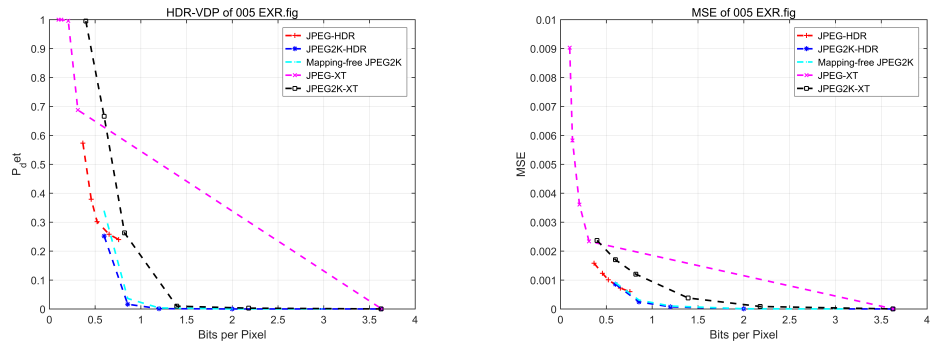 HDR-VDP of 005 EXR.fig
1
0.9
0.8
0.7
0.6
0.5
0.4
0.3
0.2
0.1
0
P_det
0
0.5
1
1.5
2
2.5
3
3.5
4
Bits per Pixel
JPEG-HDR
JPEG2K-HDR
Mapping-free JPEG2K
JPEG-XT
JPEG2K-XT
MSE of 005 EXR.fig
0.01
0.009
0.008
0.007
0.006
0.005
0.004
0.003
0.002
0.001
0
MSE
0
0.5
1
1.5
2
2.5
3
3.5
4
Bits per Pixel
JPEG-HDR
JPEG2K-HDR
Mapping-free JPEG2K
JPEG-XT
JPEG2K-XT